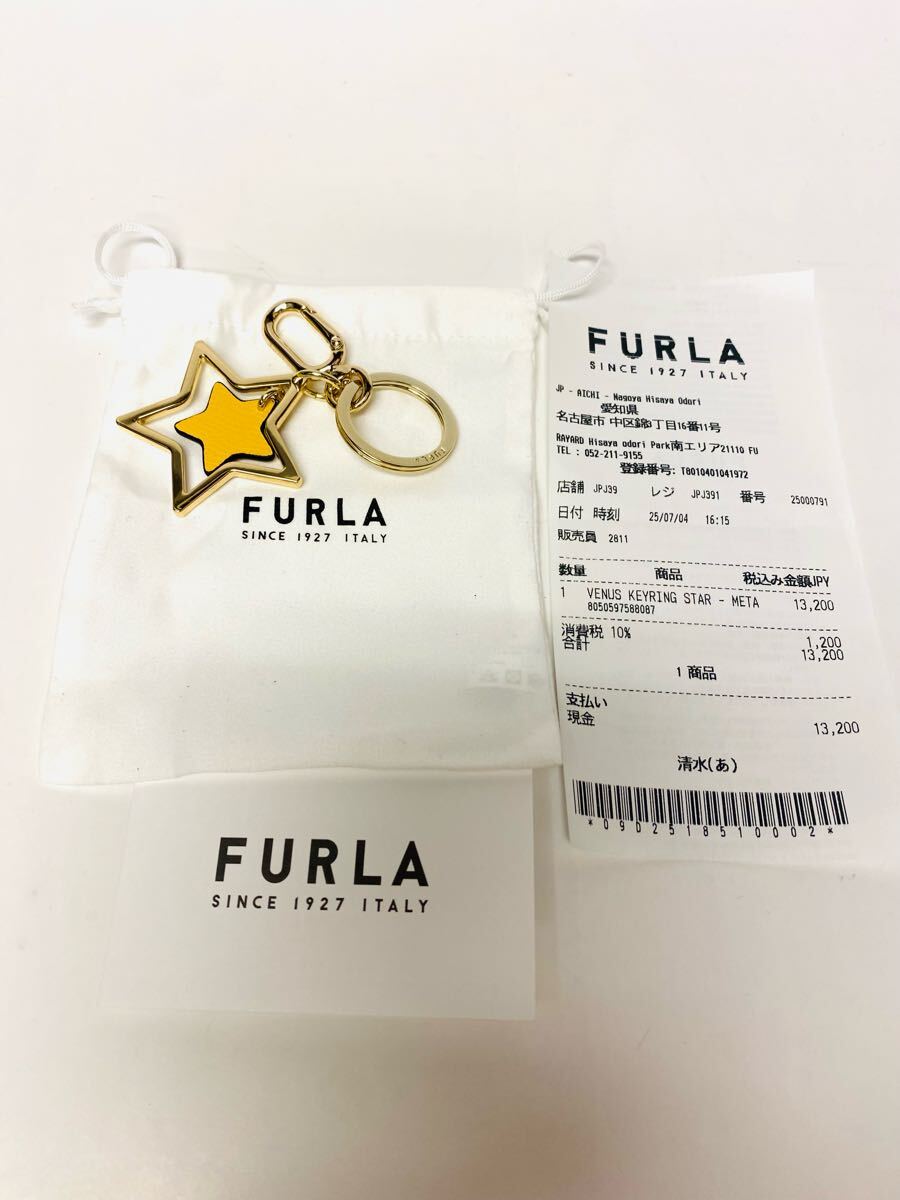 FURLA
FURLA
SINCE 1927 ITALY
FURLA
SINCE 1927 ITALY
FURLA
SINCE 1927 ITALY
JP - AICHI - Nagoya Hisaya Odori
愛知県
名古屋市 中区錦3丁目16番11号
RAYARD Hisaya odori Park南エリア21110 FU
TEL : 052-211-9155
登録番号: T8010401041972
店舗 JPJ39 レジ JPJ391 番号 25000791
日付 時刻 25/07/04 16:15
販売員 2811
数量 商品 税込み金額JPY
1 VENUS KEYRING STAR - META 13,200
8050597588087
消費税 10% 1,200
合計 13,200
1 商品
支払い
現金 13,200
清水(あ)
*09D2518510002*